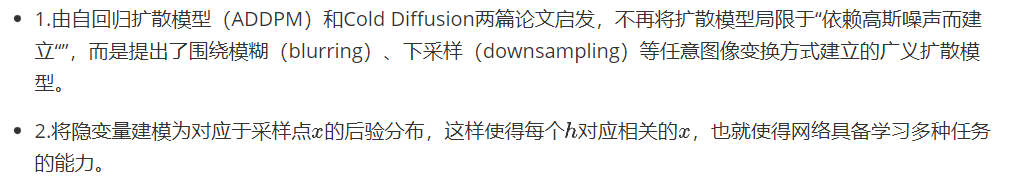 • 1.由自回归扩散模型（ADDPM）和Cold Diffusion两篇论文启发，不再将扩散模型局限于“依赖高斯噪声而建
立“”，而是提出了围绕模糊（blurring）、下采样（downsampling）等任意图像变换方式建立的广义扩散模
型。
• 2.将隐变量建模为对应于采样点x的后验分布，这样使得每个h对应相关的x，也就使得网络具备学习多种任务
的能力。